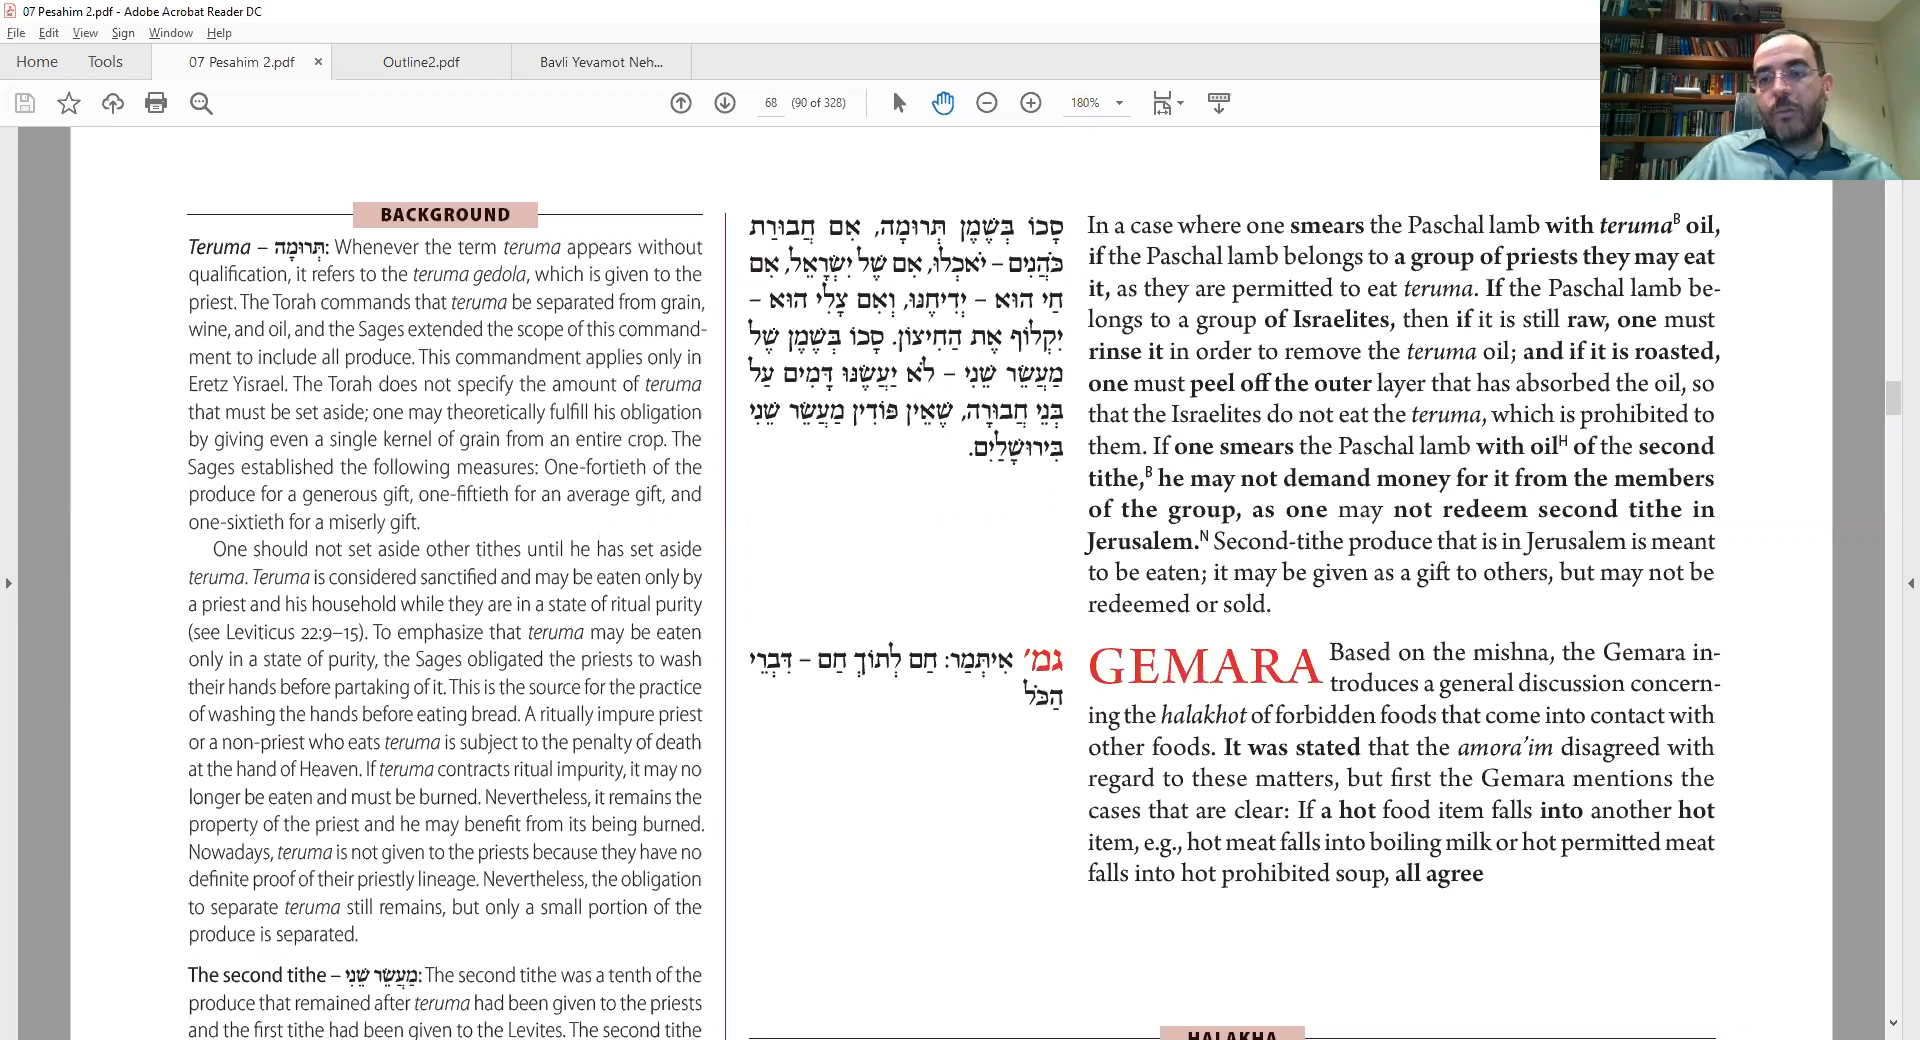 07 Pesahim 2.pdf - Adobe Acrobat Reader DC
File Edit View Sign Window Help
Home Tools 07 Pesahim 2.pdf × Outline2.pdf Bavli Yevamot Neh...
68 (90 of 328) 180%
BACKGROUND
Teruma – תְּרוּמָה: Whenever the term teruma appears without
qualification, it refers to the teruma gedola, which is given to the
priest. The Torah commands that teruma be separated from grain,
wine, and oil, and the Sages extended the scope of this command-
ment to include all produce. This commandment applies only in
Eretz Yisrael. The Torah does not specify the amount of teruma
that must be set aside; one may theoretically fulfill his obligation
by giving even a single kernel of grain from an entire crop. The
Sages established the following measures: One-fortieth of the
produce for a generous gift, one-fiftieth for an average gift, and
one-sixtieth for a miserly gift.
One should not set aside other tithes until he has set aside
teruma. Teruma is considered sanctified and may be eaten only by
a priest and his household while they are in a state of ritual purity
(see Leviticus 22:9–15). To emphasize that teruma may be eaten
only in a state of purity, the Sages obligated the priests to wash
their hands before partaking of it. This is the source for the practice
of washing the hands before eating bread. A ritually impure priest
or a non-priest who eats teruma is subject to the penalty of death
at the hand of Heaven. If teruma contracts ritual impurity, it may no
longer be eaten and must be burned. Nevertheless, it remains the
property of the priest and he may benefit from its being burned.
Nowadays, teruma is not given to the priests because they have no
definite proof of their priestly lineage. Nevertheless, the obligation
to separate teruma still remains, but only a small portion of the
produce is separated.
The second tithe – מַעֲשֵׂר שֵׁנִי: The second tithe was a tenth of the
produce that remained after teruma had been given to the priests
and the first tithe had been given to the Levites. The second tithe
סָכוֹ בְּשֶׁמֶן תְּרוּמָה, אִם חֲבוּרַת
כֹּהֲנִים – יֹאכְלוּ, אִם שֶׁל יִשְׂרָאֵל, אִם
חַי הוּא – יְדִיחֶנּוּ, וְאִם צָלִי הוּא –
יִקְלוֹף אֶת הַחִיצוֹן. סָכוֹ בְּשֶׁמֶן שֶׁל
מַעֲשֵׂר שֵׁנִי – לֹא יַעֲשֶׂנּוּ דָּמִים עַל
בְּנֵי חֲבוּרָה, שֶׁאֵין פּוֹדִין מַעֲשֵׂר שֵׁנִי
בִּירוּשָׁלַיִם.
גמ׳ אִיתְּמַר: חַם לְתוֹךְ חַם – דִּבְרֵי
הַכֹּל
In a case where one smears the Paschal lamb with teruma^B oil,
if the Paschal lamb belongs to a group of priests they may eat
it, as they are permitted to eat teruma. If the Paschal lamb be-
longs to a group of Israelites, then if it is still raw, one must
rinse it in order to remove the teruma oil; and if it is roasted,
one must peel off the outer layer that has absorbed the oil, so
that the Israelites do not eat the teruma, which is prohibited to
them. If one smears the Paschal lamb with oil^H of the second
tithe,^B he may not demand money for it from the members
of the group, as one may not redeem second tithe in
Jerusalem.^N Second-tithe produce that is in Jerusalem is meant
to be eaten; it may be given as a gift to others, but may not be
redeemed or sold.
GEMARA Based on the mishna, the Gemara in-
troduces a general discussion concern-
ing the halakhot of forbidden foods that come into contact with
other foods. It was stated that the amora'im disagreed with
regard to these matters, but first the Gemara mentions the
cases that are clear: If a hot food item falls into another hot
item, e.g., hot meat falls into boiling milk or hot permitted meat
falls into hot prohibited soup, all agree
HALAKHA